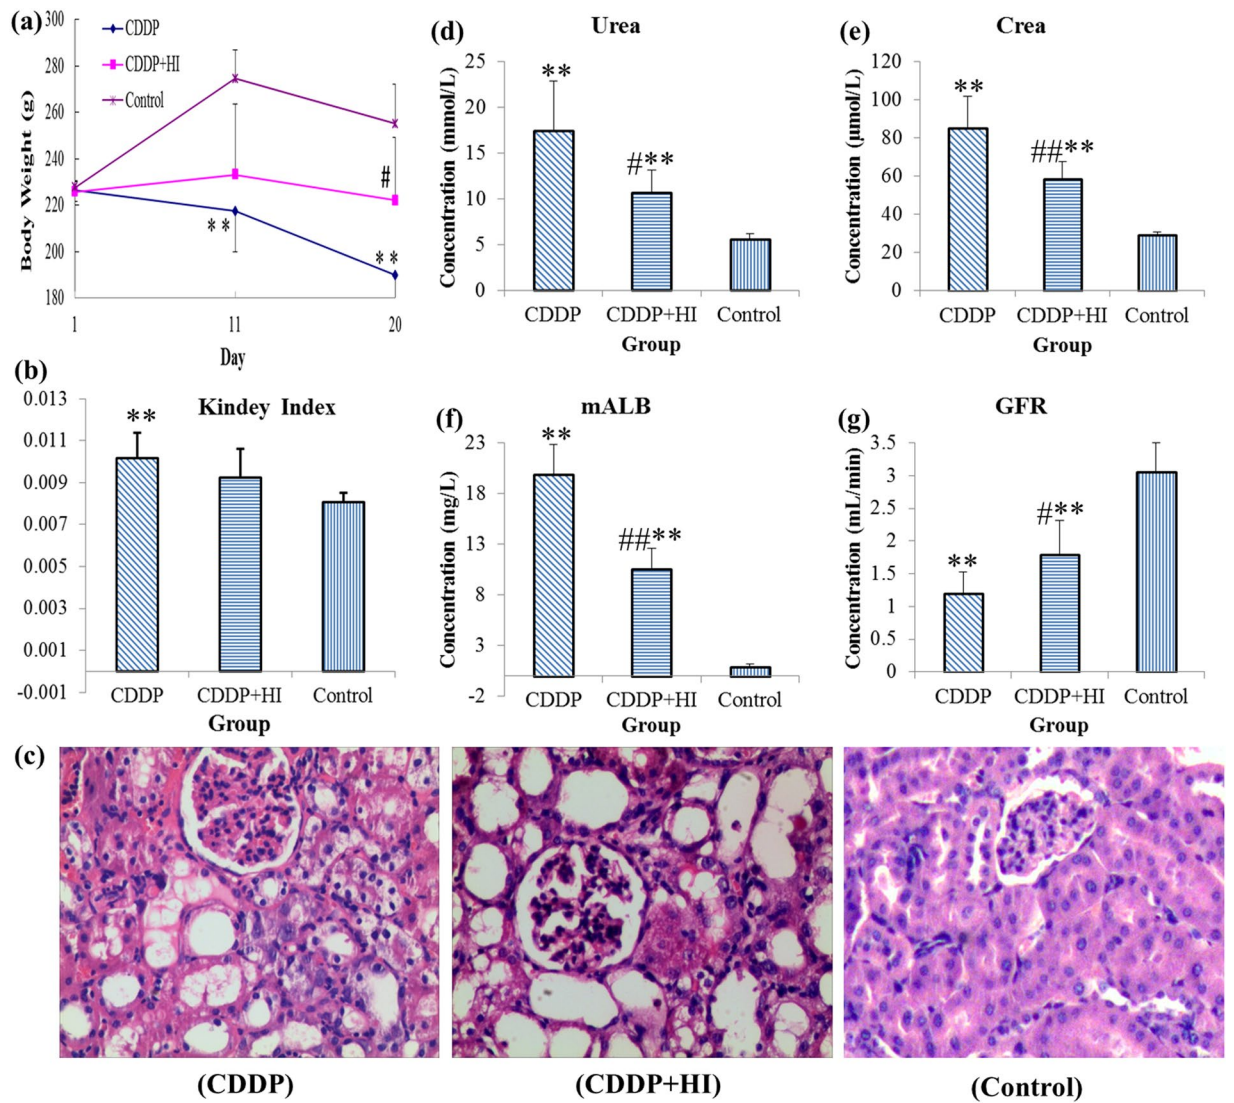 (a)
300
280
260
240
220
200
180
Body Weight (g)
CDDP
CDDP+HI
Control
**
#
**
1
11
20
Day
(d)
Urea
25
20
15
10
5
0
Concentration (mmol/L)
**
#**
CDDP
CDDP+HI
Control
Group
(e)
Crea
120
100
80
60
40
20
0
Concentration (µmol/L)
**
##**
CDDP
CDDP+HI
Control
Group
(b)
Kindey Index
0.013
0.011
0.009
0.007
0.005
0.003
0.001
-0.001
**
CDDP
CDDP+HI
Control
Group
(f)
mALB
23
18
13
8
3
-2
Concentration (mg/L)
**
##**
CDDP
CDDP+HI
Control
Group
(g)
GFR
3.5
3
2.5
2
1.5
1
0.5
0
Concentration (mL/min)
**
#**
CDDP
CDDP+HI
Control
Group
(c)
(CDDP)
(CDDP+HI)
(Control)